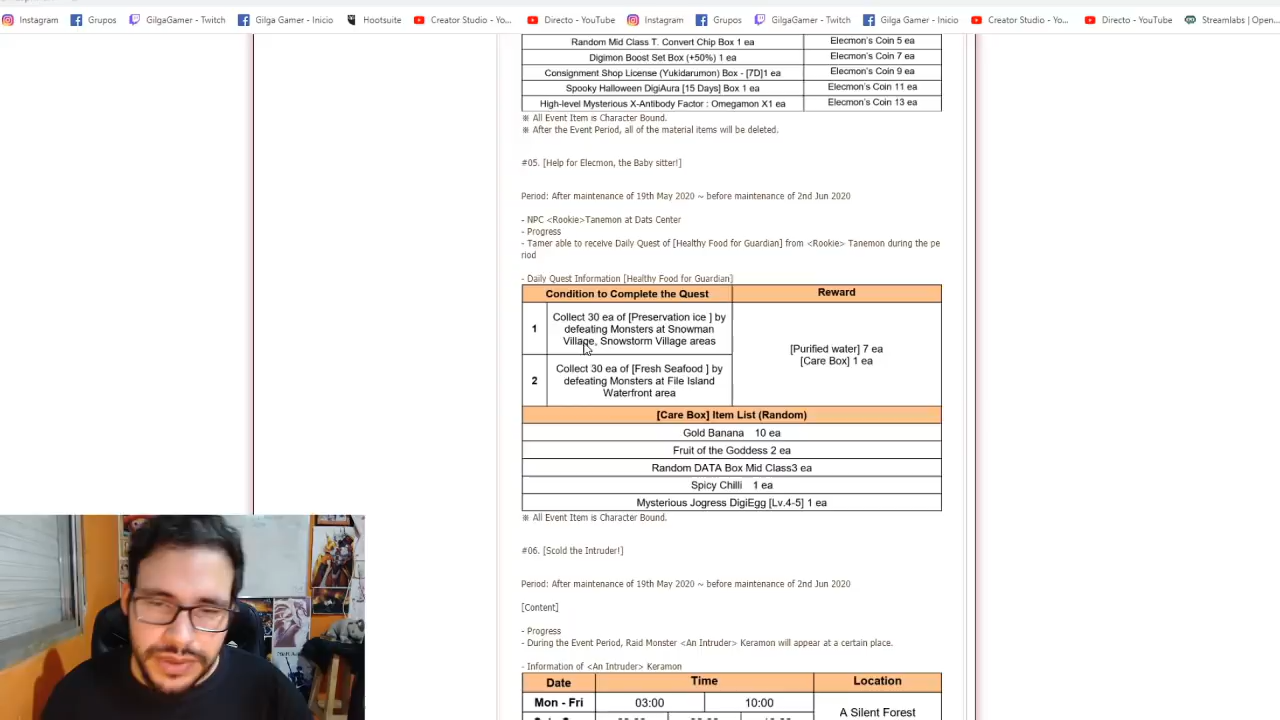 Instagram Grupos GilgaGamer - Twitch Gilga Gamer - Inicio Hootsuite Creator Studio - Yo... Directo - YouTube Instagram Grupos GilgaGamer - Twitch Gilga Gamer - Inicio Creator Studio - Yo... Directo - YouTube Streamlabs | Open...
Random Mid Class T. Convert Chip Box 1 ea Elecmon's Coin 5 ea
Digimon Boost Set Box (+50%) 1 ea Elecmon's Coin 7 ea
Consignment Shop License (Yukidarumon) Box - [7D]1 ea Elecmon's Coin 9 ea
Spooky Halloween DigiAura [15 Days] Box 1 ea Elecmon's Coin 11 ea
High-level Mysterious X-Antibody Factor : Omegamon X1 ea Elecmon's Coin 13 ea
※ All Event Item is Character Bound.
※ After the Event Period, all of the material items will be deleted.
#05. [Help for Elecmon, the Baby sitter!]
Period: After maintenance of 19th May 2020 ~ before maintenance of 2nd Jun 2020
- NPC <Rookie>Tanemon at Dats Center
- Progress
- Tamer able to receive Daily Quest of [Healthy Food for Guardian] from <Rookie> Tanemon during the pe
riod
- Daily Quest Information [Healthy Food for Guardian]
Condition to Complete the Quest Reward
1 Collect 30 ea of [Preservation ice ] by
defeating Monsters at Snowman
Village, Snowstorm Village areas
2 Collect 30 ea of [Fresh Seafood ] by
defeating Monsters at File Island
Waterfront area
[Purified water] 7 ea
[Care Box] 1 ea
[Care Box] Item List (Random)
Gold Banana 10 ea
Fruit of the Goddess 2 ea
Random DATA Box Mid Class3 ea
Spicy Chilli 1 ea
Mysterious Jogress DigiEgg [Lv.4-5] 1 ea
※ All Event Item is Character Bound.
#06. [Scold the Intruder!]
Period: After maintenance of 19th May 2020 ~ before maintenance of 2nd Jun 2020
[Content]
- Progress
- During the Event Period, Raid Monster <An Intruder> Keramon will appear at a certain place.
- Information of <An Intruder> Keramon
Date Time Location
Mon - Fri 03:00 10:00
A Silent Forest